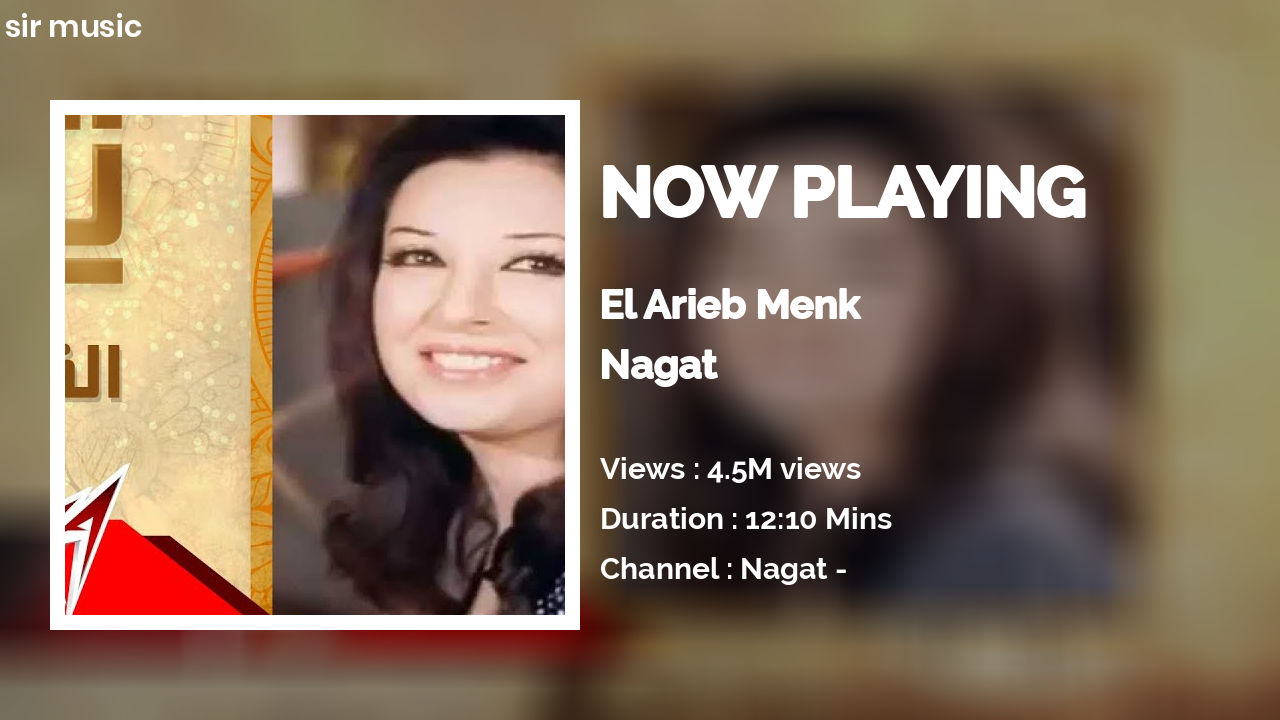 sir music
NOW PLAYING
El Arieb Menk
Nagat
Views : 4.5M views
Duration : 12:10 Mins
Channel : Nagat -